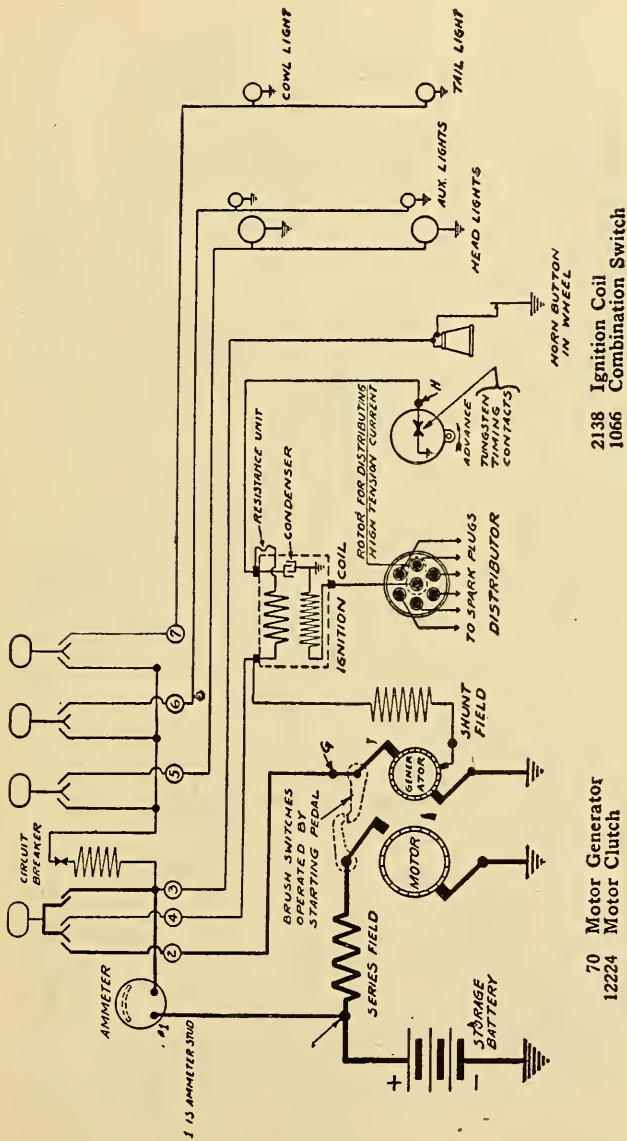 COWL LIGHT
TAIL LIGHT
AUX. LIGHTS
HEAD LIGHTS
HORN BUTTON
IN WHEEL
H
ADVANCE
TUNGSTEN
TIMING
CONTACTS
ROTOR FOR DISTRIBUTING
HIGH TENSION CURRENT
RESISTANCE UNIT
CONDENSER
IGNITION COIL
TO SPARK PLUGS
DISTRIBUTOR
7
6
5
3
4
2
CIRCUIT
BREAKER
AMMETER
#1
1 IS AMMETER STUD
G
BRUSH SWITCHES
OPERATED BY
STARTING PEDAL
SHUNT
FIELD
GENER
ATOR
MOTOR
SERIES FIELD
+
-
STORAGE
BATTERY
70 Motor Generator
12224 Motor Clutch
2138 Ignition Coil
1066 Combination Switch